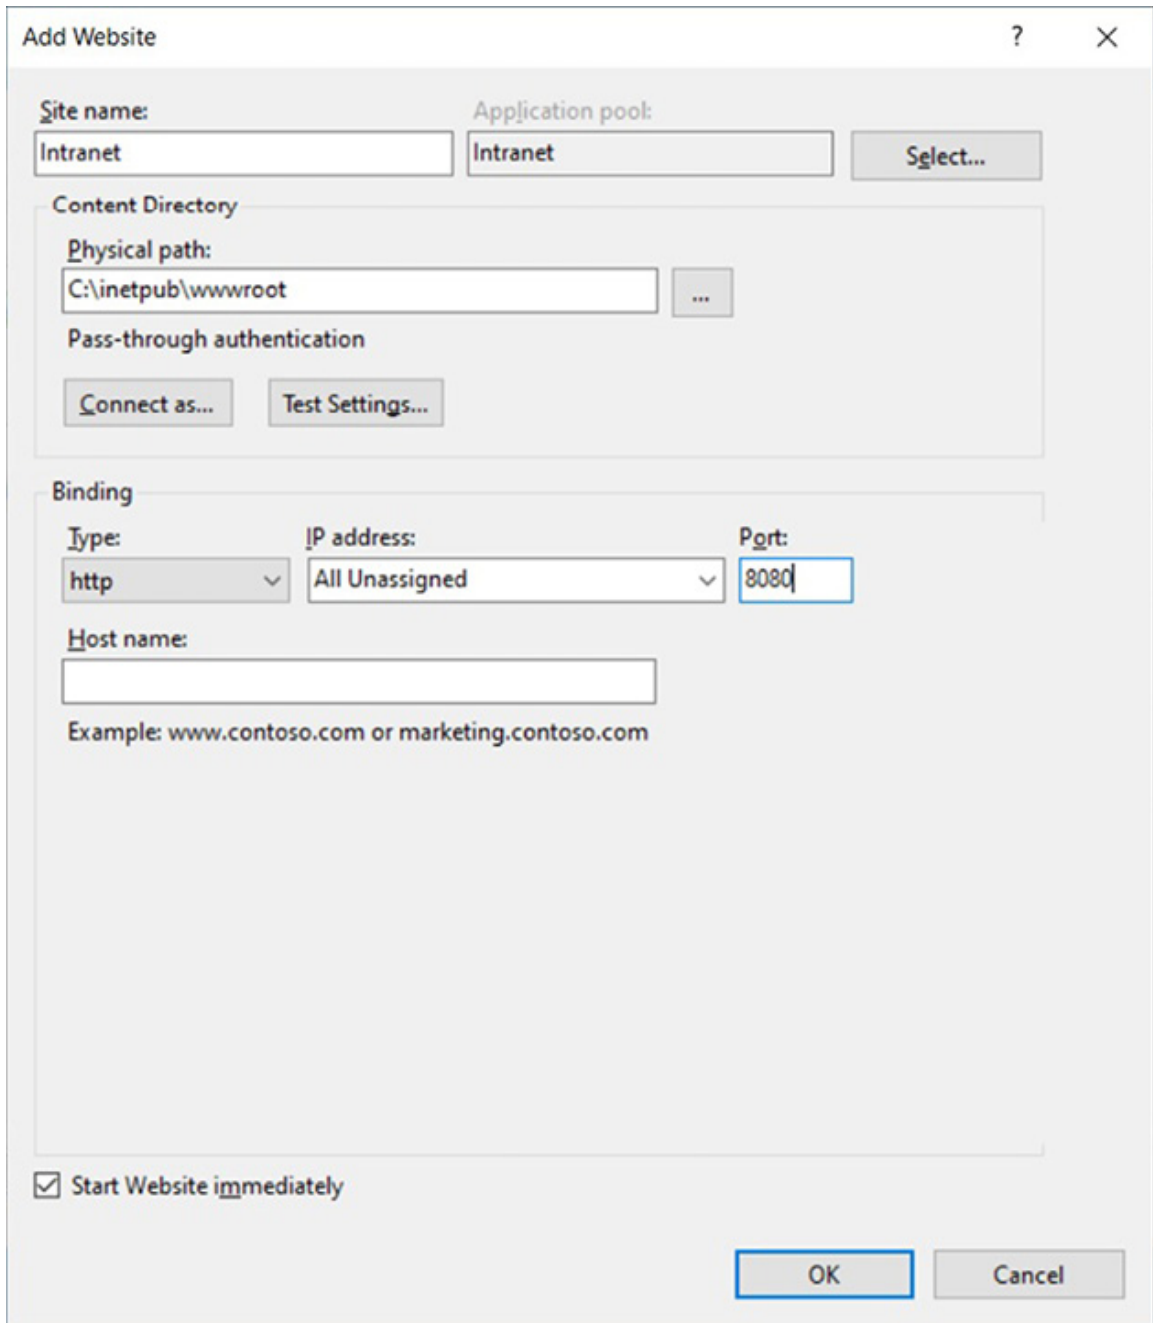 Add Website ?
Site name: Application pool:
Intranet Intranet Select...
Content Directory
Physical path:
C:\inetpub\wwwroot ...
Pass-through authentication
Connect as... Test Settings...
Binding
Type: IP address: Port:
http All Unassigned 8080
Host name:
Example: www.contoso.com or marketing.contoso.com
Start Website immediately
OK Cancel